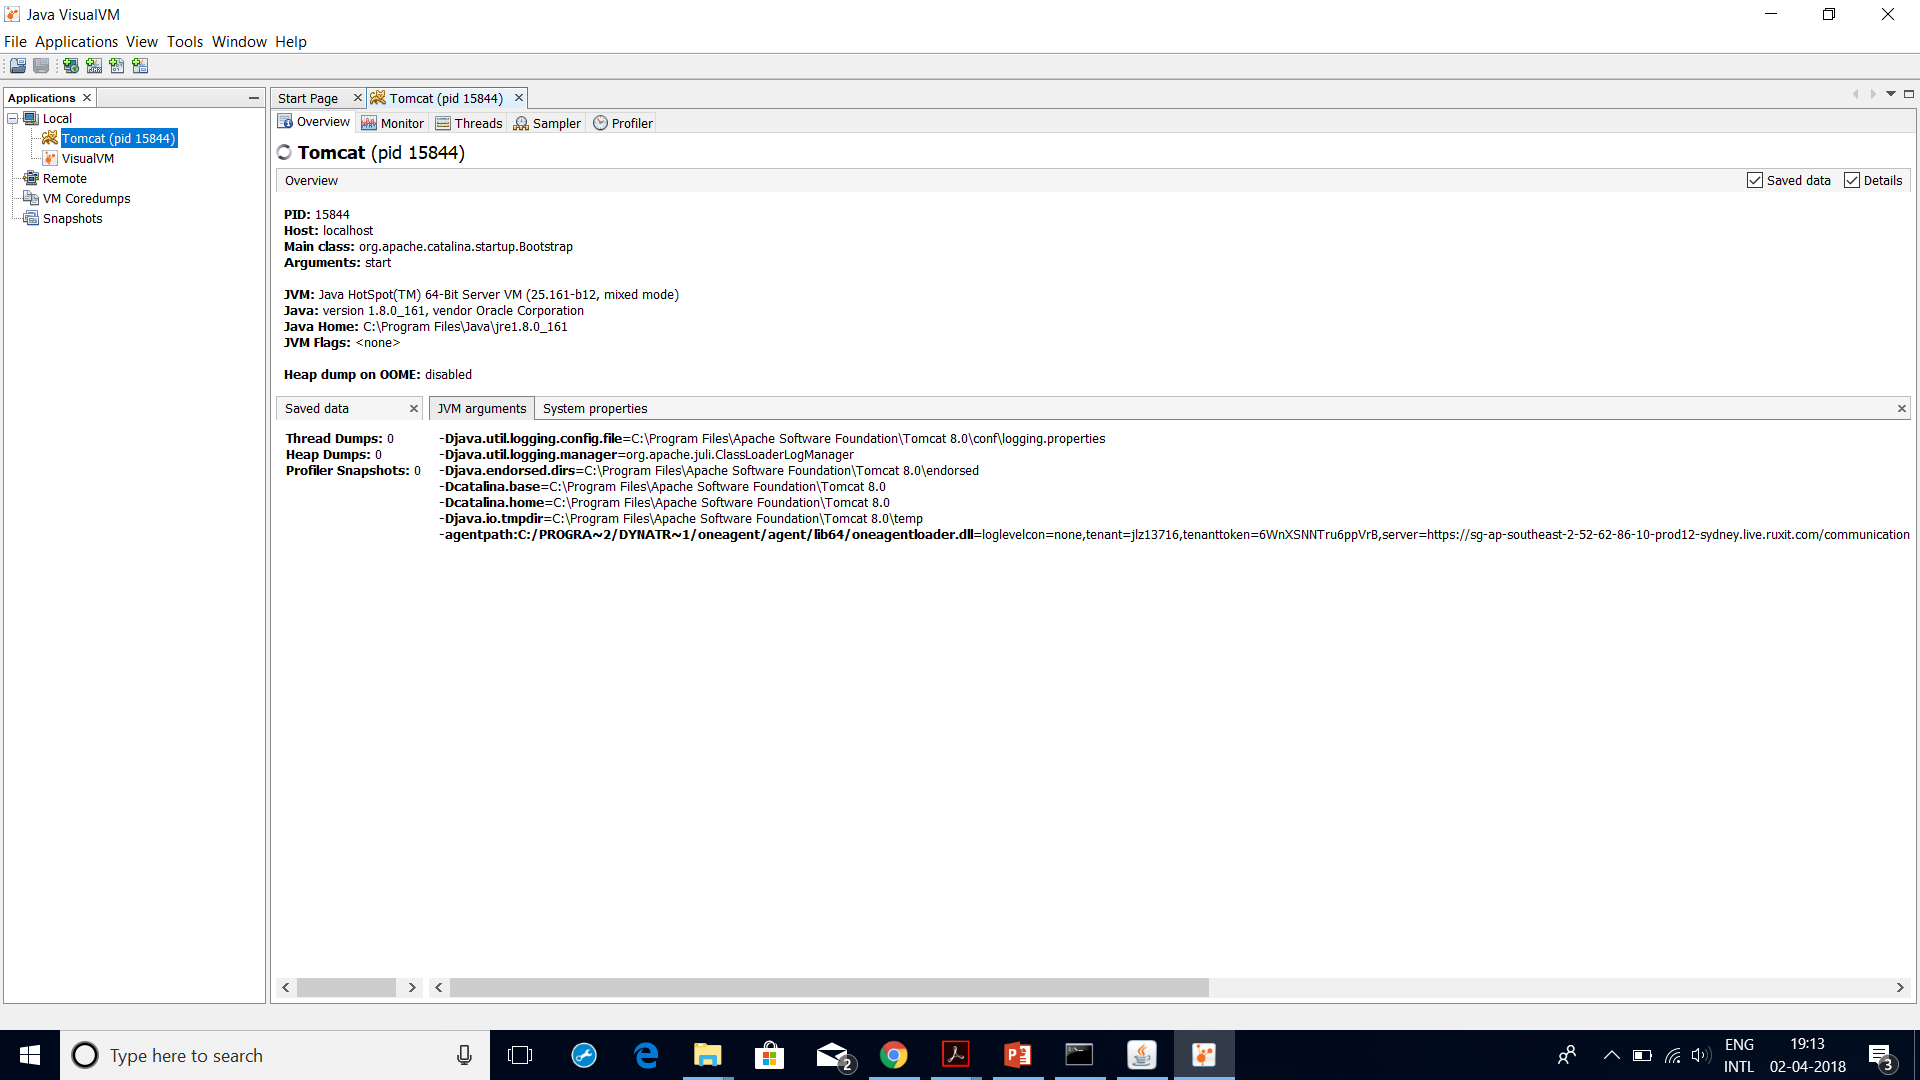 Java VisualVM
File Applications View Tools Window Help
Applications
Local
Tomcat (pid 15844)
VisualVM
Remote
VM Coredumps
Snapshots
Start Page Tomcat (pid 15844)
Overview Monitor Threads Sampler Profiler
Tomcat (pid 15844)
Overview Saved data Details
PID: 15844
Host: localhost
Main class: org.apache.catalina.startup.Bootstrap
Arguments: start
JVM: Java HotSpot(TM) 64-Bit Server VM (25.161-b12, mixed mode)
Java: version 1.8.0_161, vendor Oracle Corporation
Java Home: C:\Program Files\Java\jre1.8.0_161
JVM Flags: <none>
Heap dump on OOME: disabled
Saved data
Thread Dumps: 0
Heap Dumps: 0
Profiler Snapshots: 0
JVM arguments System properties
-Djava.util.logging.config.file=C:\Program Files\Apache Software Foundation\Tomcat 8.0\conf\logging.properties
-Djava.util.logging.manager=org.apache.juli.ClassLoaderLogManager
-Djava.endorsed.dirs=C:\Program Files\Apache Software Foundation\Tomcat 8.0\endorsed
-Dcatalina.base=C:\Program Files\Apache Software Foundation\Tomcat 8.0
-Dcatalina.home=C:\Program Files\Apache Software Foundation\Tomcat 8.0
-Djava.io.tmpdir=C:\Program Files\Apache Software Foundation\Tomcat 8.0\temp
-agentpath:C:/PROGRA~2/DYNATR~1/oneagent/agent/lib64/oneagentloader.dll=loglevelcon=none,tenant=jlz13716,tenanttoken=6WnXSNNTru6ppVrB,server=https://sg-ap-southeast-2-52-62-86-10-prod12-sydney.live.ruxit.com/communication
Type here to search
2
ENG
INTL
19:13
02-04-2018
3